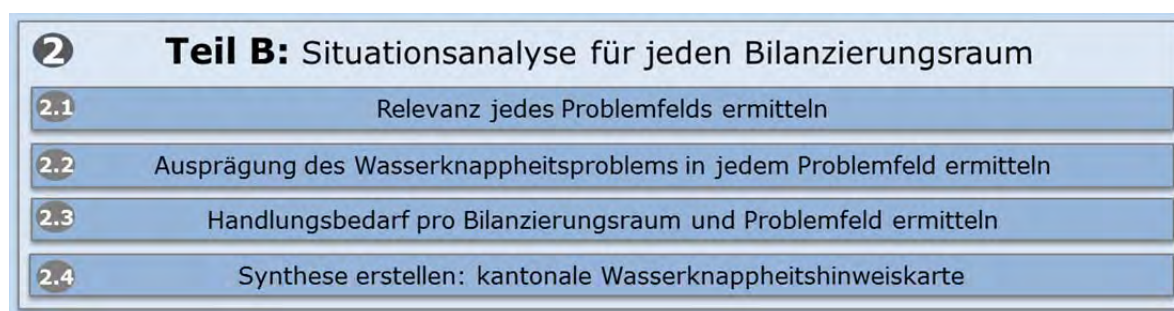 2 Teil B: Situationsanalyse für jeden Bilanzierungsraum
2.1 Relevanz jedes Problemfelds ermitteln
2.2 Ausprägung des Wasserknappheitsproblems in jedem Problemfeld ermitteln
2.3 Handlungsbedarf pro Bilanzierungsraum und Problemfeld ermitteln
2.4 Synthese erstellen: kantonale Wasserknappheitshinweiskarte